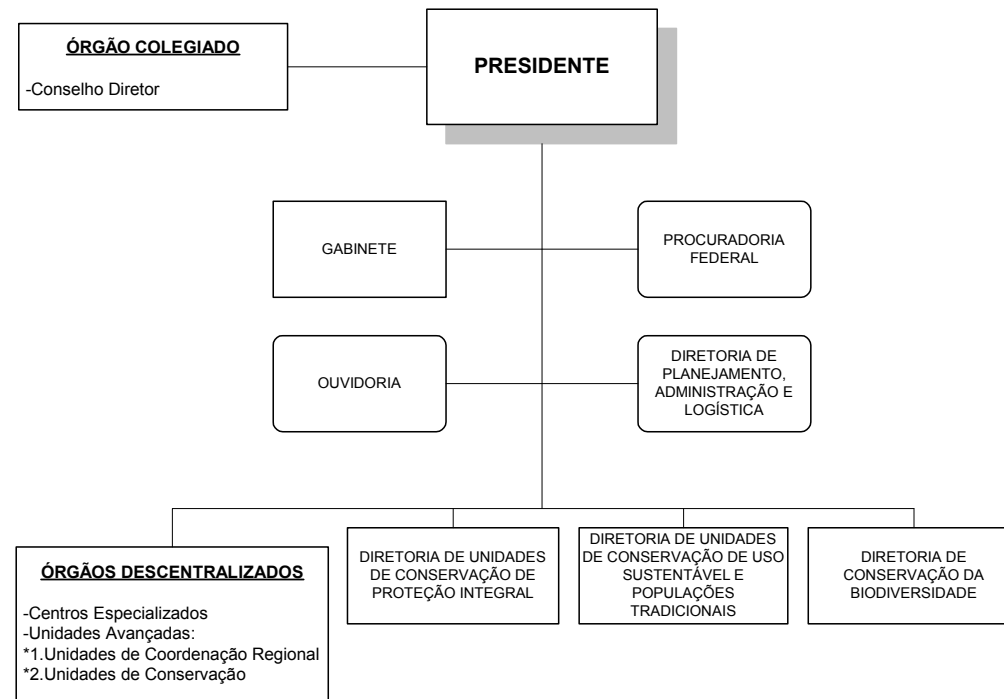 ÓRGÃO COLEGIADO
-Conselho Diretor
PRESIDENTE
GABINETE
PROCURADORIA
FEDERAL
OUVIDORIA
DIRETORIA DE
PLANEJAMENTO,
ADMINISTRAÇÃO E
LOGÍSTICA
ÓRGÃOS DESCENTRALIZADOS
-Centros Especializados
-Unidades Avançadas:
*1.Unidades de Coordenação Regional
*2.Unidades de Conservação
DIRETORIA DE UNIDADES
DE CONSERVAÇÃO DE
PROTEÇÃO INTEGRAL
DIRETORIA DE UNIDADES
DE CONSERVAÇÃO DE USO
SUSTENTÁVEL E
POPULAÇÕES
TRADICIONAIS
DIRETORIA DE
CONSERVAÇÃO DA
BIODIVERSIDADE